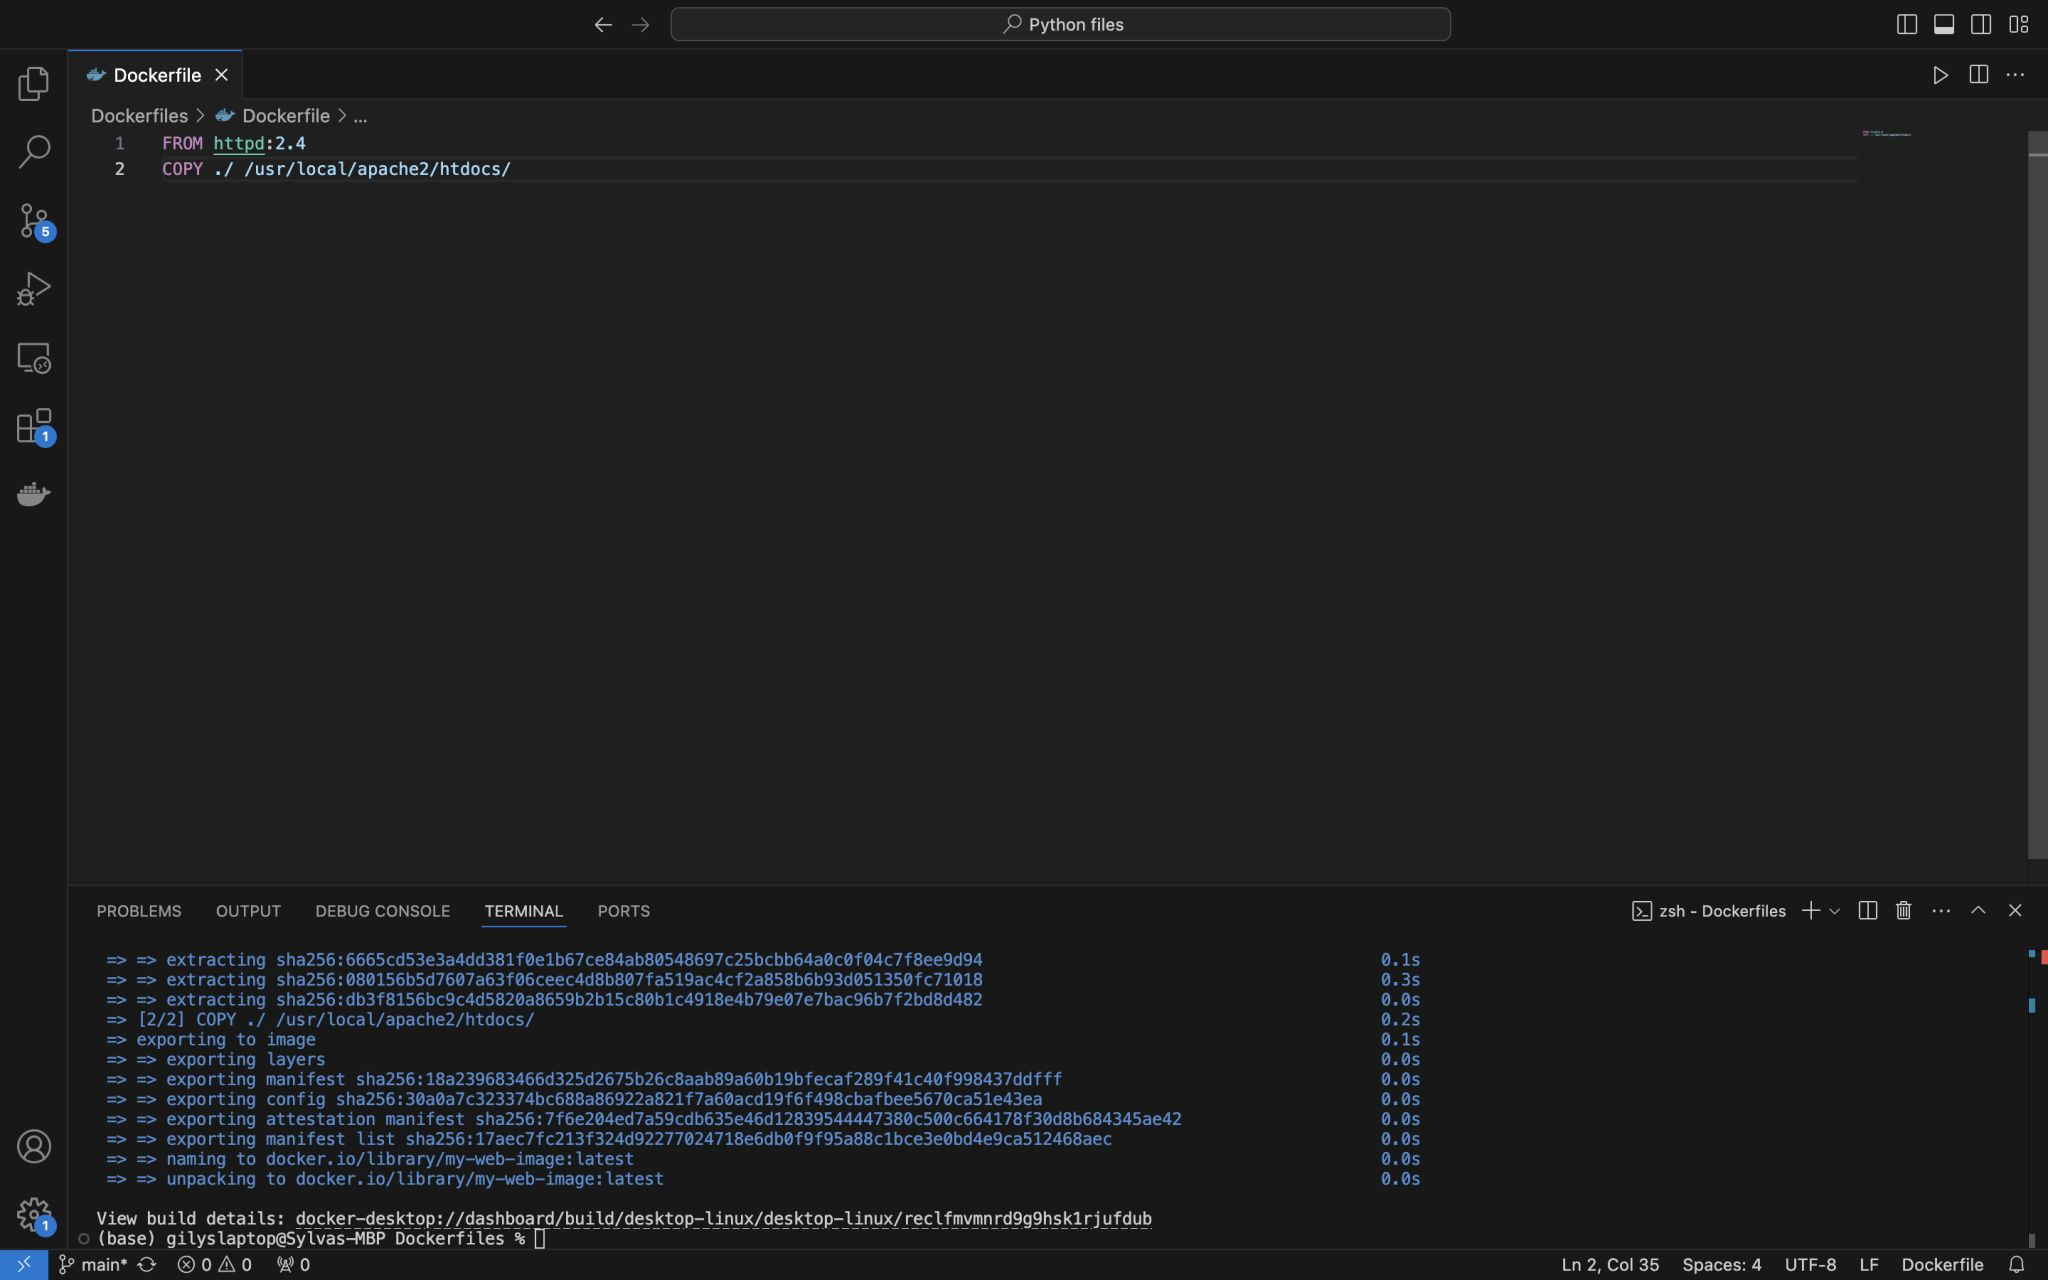 Python files
Dockerfile
Dockerfiles > Dockerfile > ...
1 FROM httpd:2.4
2 COPY ./ /usr/local/apache2/htdocs/
5
1
PROBLEMS OUTPUT DEBUG CONSOLE TERMINAL PORTS
zsh - Dockerfiles
=> => extracting sha256:6665cd53e3a4dd381f0e1b67ce84ab80548697c25bcbb64a0c0f04c7f8ee9d94 0.1s
=> => extracting sha256:080156b5d7607a63f06ceec4d8b807fa519ac4cf2a858b6b93d051350fc71018 0.3s
=> => extracting sha256:db3f8156bc9c4d5820a8659b2b15c80b1c4918e4b79e07e7bac96b7f2bd8d482 0.0s
=> [2/2] COPY ./ /usr/local/apache2/htdocs/ 0.2s
=> exporting to image 0.1s
=> => exporting layers 0.0s
=> => exporting manifest sha256:18a239683466d325d2675b26c8aab89a60b19bfecaf289f41c40f998437ddfff 0.0s
=> => exporting config sha256:30a0a7c323374bc688a86922a821f7a60acd19f6f498cbafbee5670ca51e43ea 0.0s
=> => exporting attestation manifest sha256:7f6e204ed7a59cdb635e46d12839544447380c500c664178f30d8b684345ae42 0.0s
=> => exporting manifest list sha256:17aec7fc213f324d92277024718e6db0f9f95a88c1bce3e0bd4e9ca512468aec 0.0s
=> => naming to docker.io/library/my-web-image:latest 0.0s
=> => unpacking to docker.io/library/my-web-image:latest 0.0s
View build details: docker-desktop://dashboard/build/desktop-linux/desktop-linux/reclfmvmnrd9g9hsk1rjufdub
(base) gilyslaptop@Sylvas-MBP Dockerfiles %
1
main* 0 0 0 Ln 2, Col 35 Spaces: 4 UTF-8 LF Dockerfile